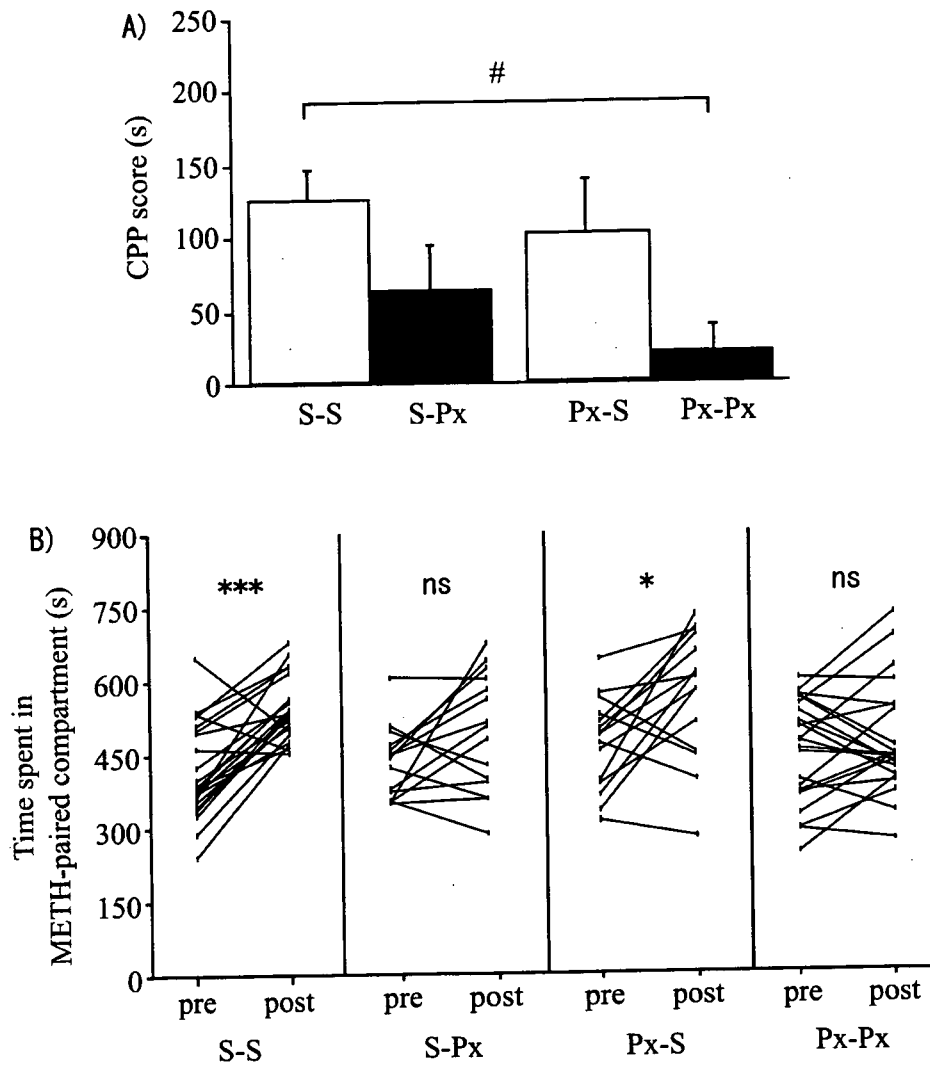 A)
250
200
150
100
50
0
CPP score (s)
#
S-S S-Px Px-S Px-Px
B)
900
750
600
450
300
150
0
Time spent in
METH-paired compartment (s)
*** ns * ns
pre post pre post pre post pre post
S-S S-Px Px-S Px-Px